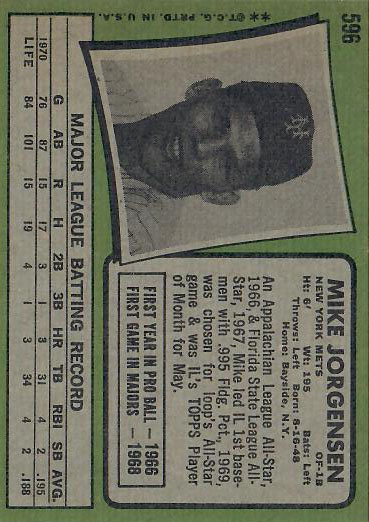 596
★★©T.C.G. PRTD. IN U.S.A.
MIKE JORGENSEN
NEW YORK METS OF-1B
Ht: 6' Wt: 195 Bats: Left
Throws: Left Born: 8-16-48
Home: Bayside, N.Y.
An Appalachian League All-Star,
1966 & Florida State League All-
Star, 1967, Mike led IL 1st base-
men with .995 Fldg. Pct., 1969,
was chosen for loop's All-Star
game & was IL's TOPPS Player
of Month for May.
FIRST YEAR IN PRO BALL — 1966
FIRST GAME IN MAJORS — 1968
MAJOR LEAGUE BATTING RECORD
G AB R H 2B 3B HR TB RBI SB AVG.
1970 76 87 15 17 3 1 3 31 4 2 .195
LIFE 84 101 15 19 4 1 3 34 4 2 .188